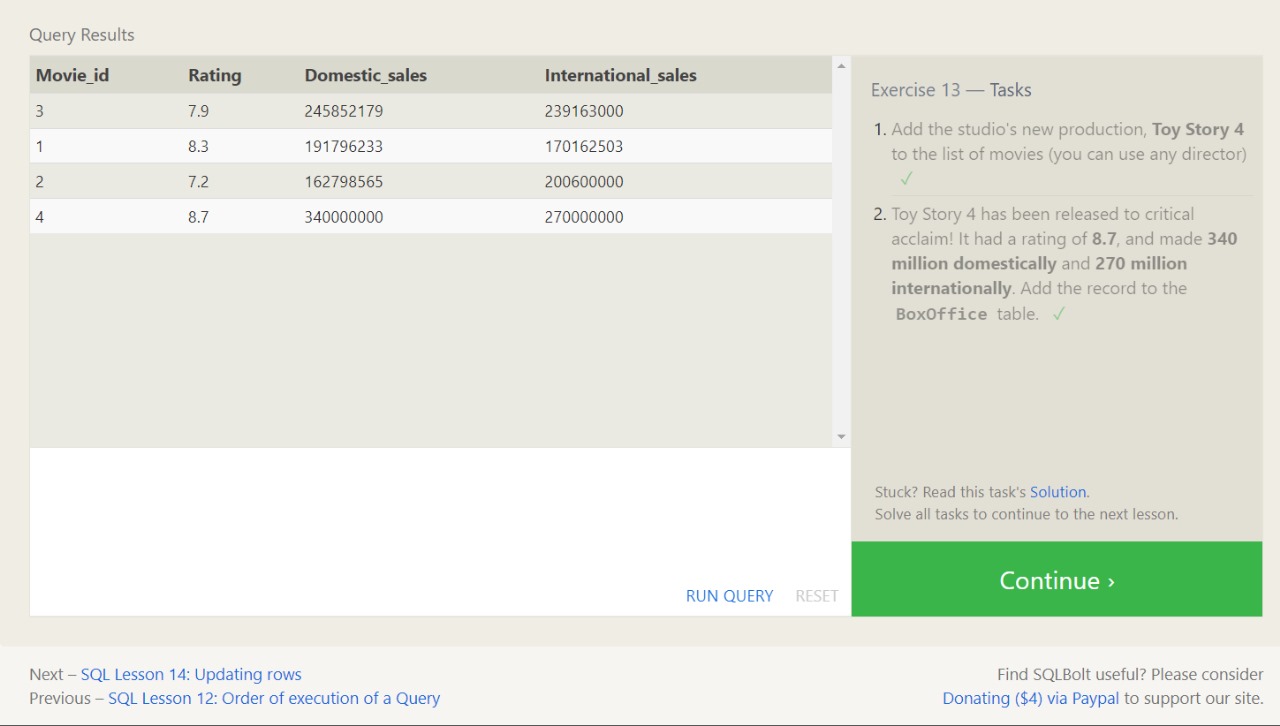 Query Results
Movie_id Rating Domestic_sales International_sales
3 7.9 245852179 239163000
1 8.3 191796233 170162503
2 7.2 162798565 200600000
4 8.7 340000000 270000000
RUN QUERY RESET
Exercise 13 — Tasks
1. Add the studio's new production, Toy Story 4
to the list of movies (you can use any director)
✓
2. Toy Story 4 has been released to critical
acclaim! It had a rating of 8.7, and made 340
million domestically and 270 million
internationally. Add the record to the
BoxOffice table. ✓
Stuck? Read this task's Solution.
Solve all tasks to continue to the next lesson.
Continue ›
Next – SQL Lesson 14: Updating rows
Previous – SQL Lesson 12: Order of execution of a Query
Find SQLBolt useful? Please consider
Donating ($4) via Paypal to support our site.